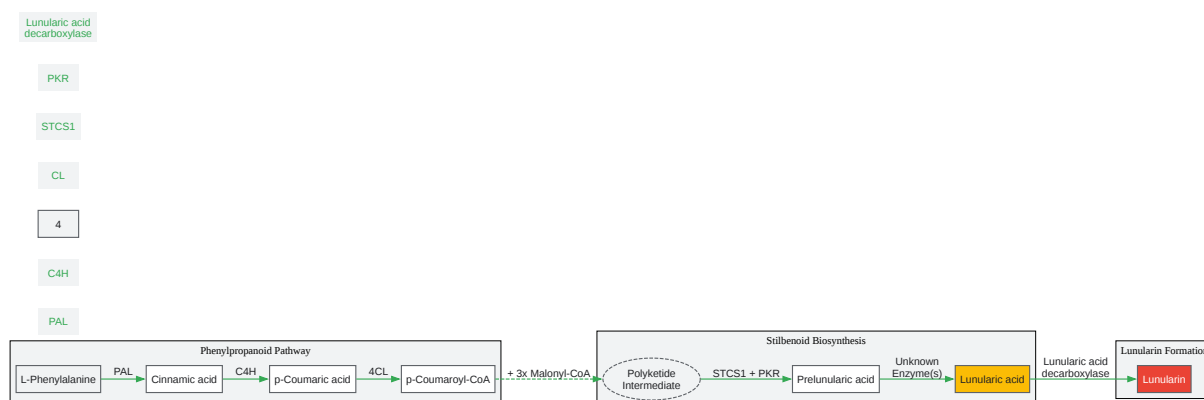 Lunularic acid
decarboxylase
PKR
STCS1
CL
4
C4H
PAL
Phenylpropanoid Pathway
L-Phenylalanine
PAL
Cinnamic acid
C4H
p-Coumaric acid
4CL
p-Coumaroyl-CoA
+ 3x Malonyl-CoA
Stilbenoid Biosynthesis
Polyketide
Intermediate
STCS1 + PKR
Prelunularic acid
Unknown
Enzyme(s)
Lunularic acid
Lunularic acid
decarboxylase
Lunularin Formation
Lunularin